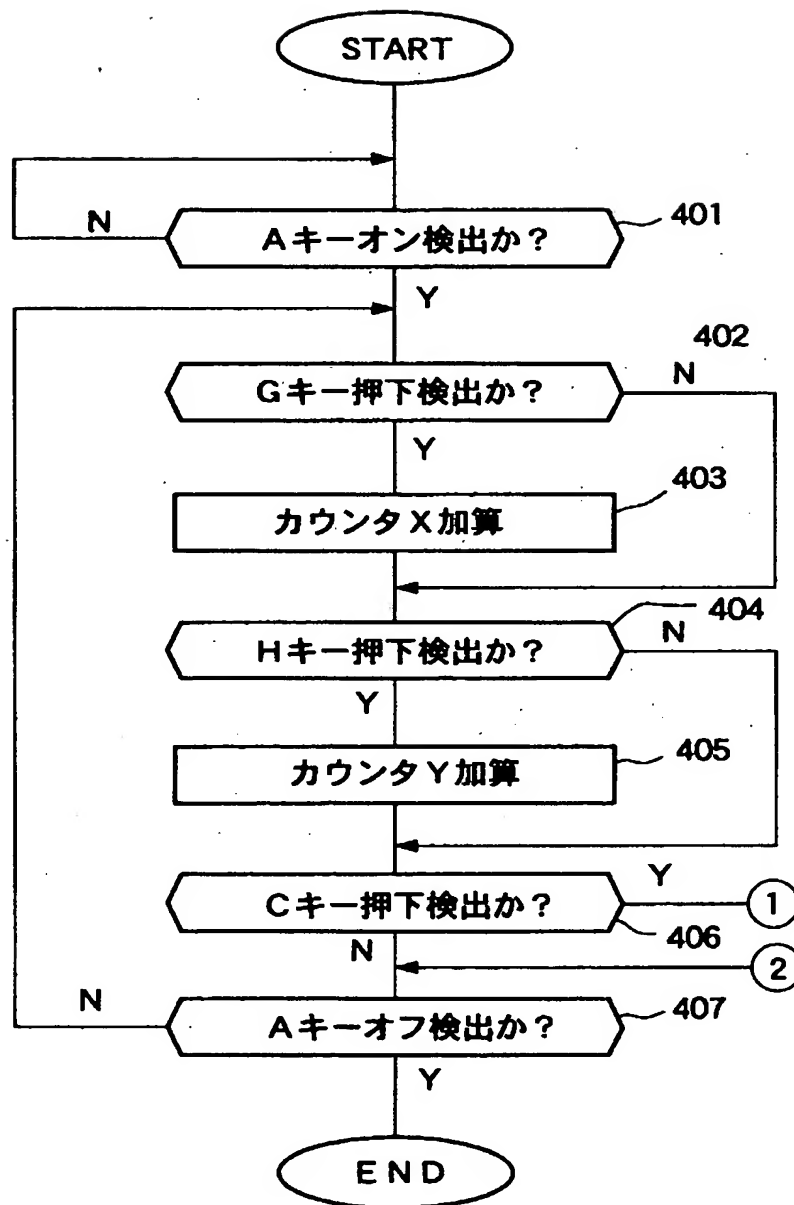 START
N
Aキーオン検出か?
401
Y
402
Gキー押下検出か?
N
Y
403
カウンタX加算
404
Hキー押下検出か?
N
Y
405
カウンタY加算
Y
Cキー押下検出か?
1
406
N
2
N
Aキーオフ検出か?
407
Y
END